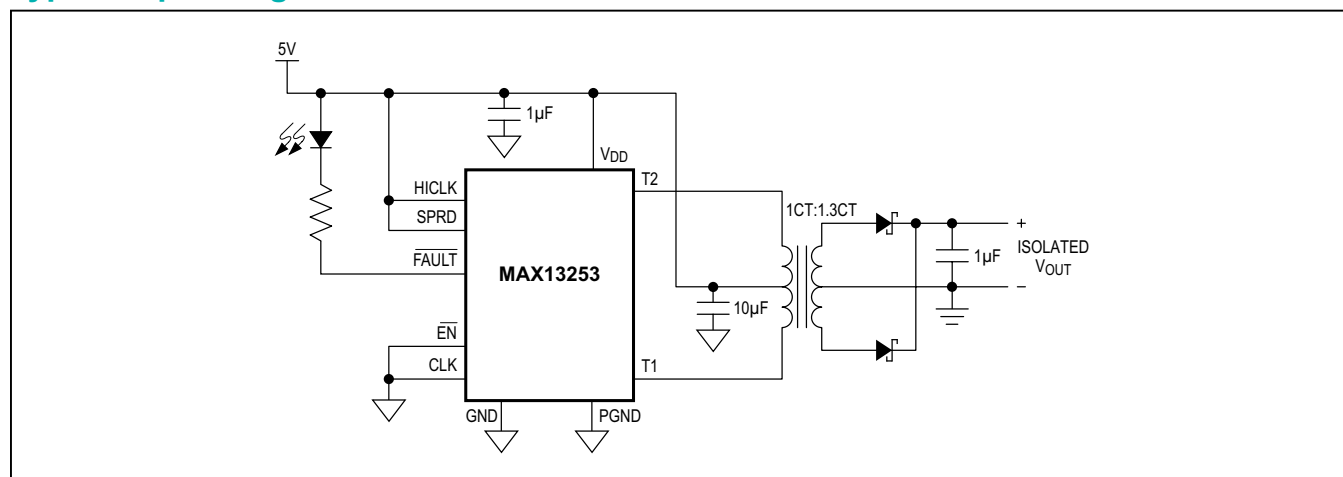 5V
1µF
VDD
T2
HICLK
1CT:1.3CT
SPRD
+
ISOLATED
VOUT
1µF
FAULT
MAX13253
−
10µF
EN
CLK
T1
GND
PGND